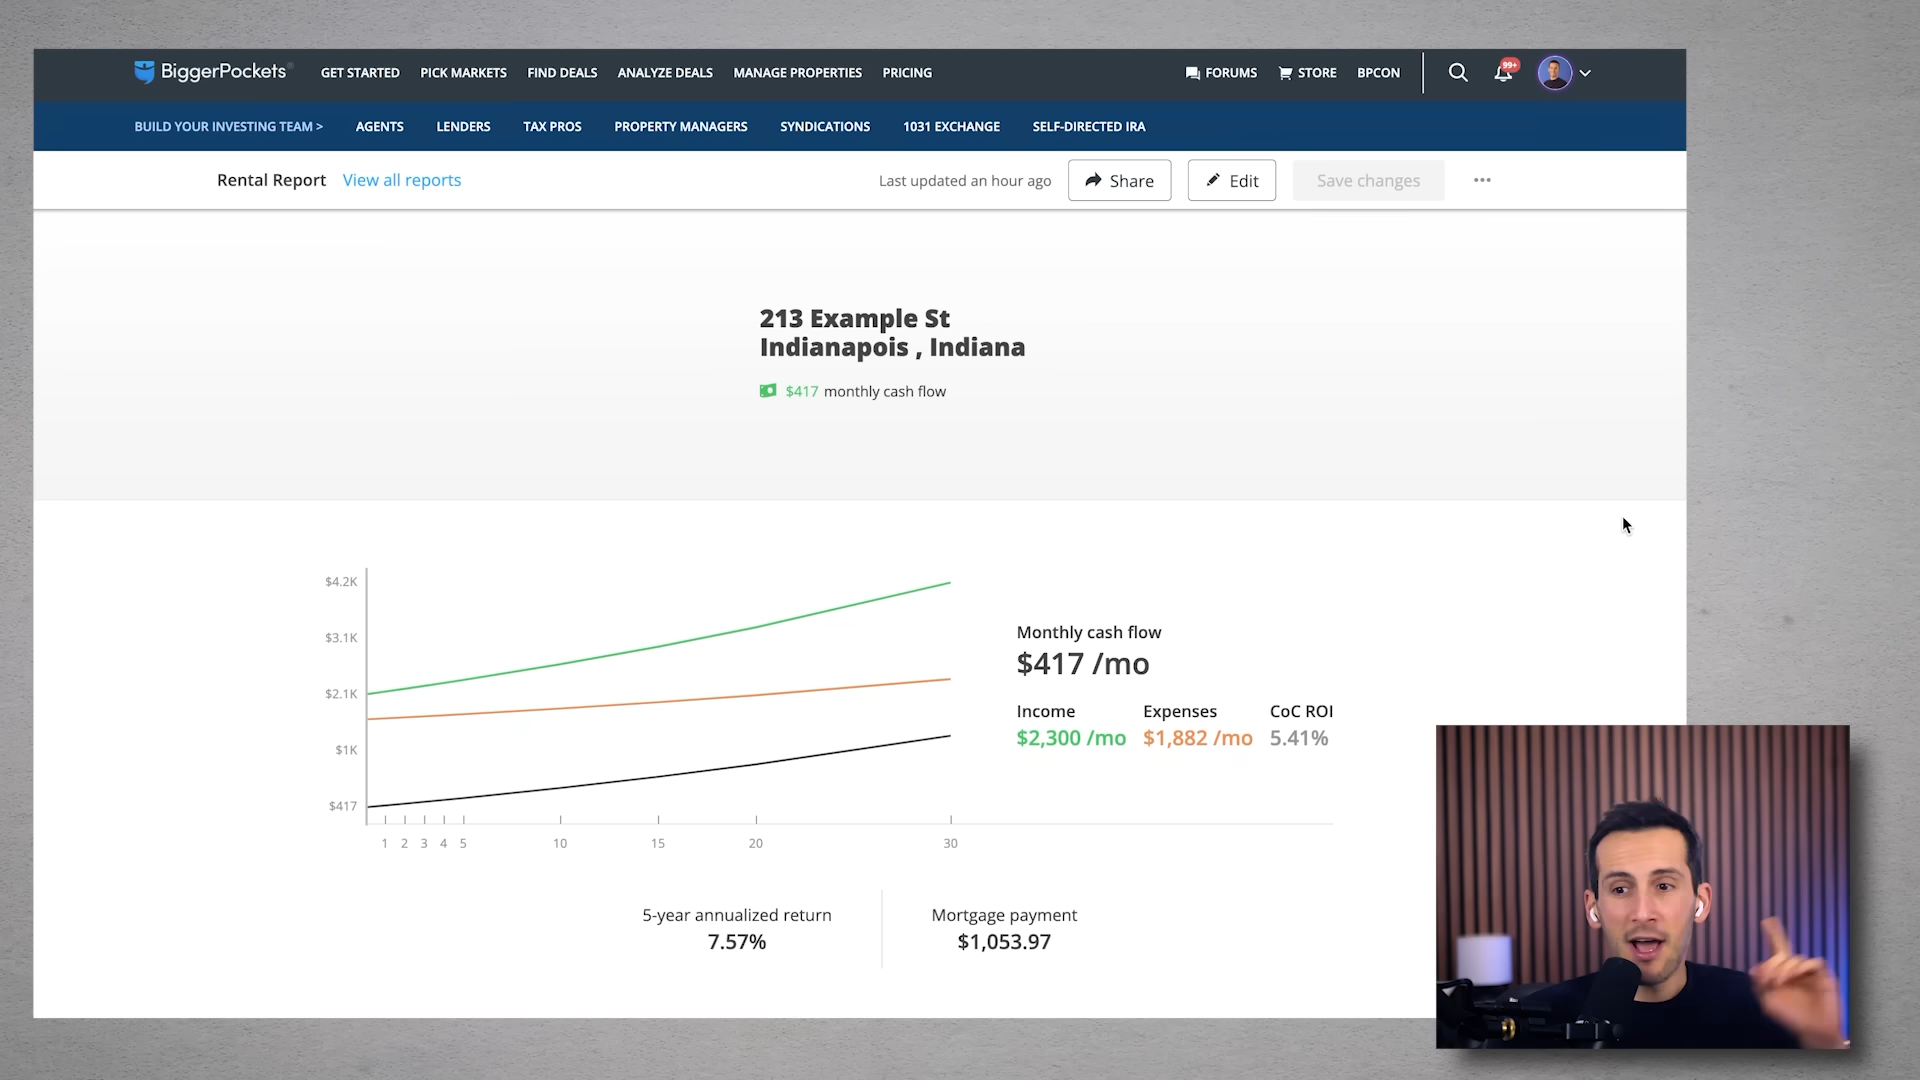 BiggerPockets®
GET STARTED PICK MARKETS FIND DEALS ANALYZE DEALS MANAGE PROPERTIES PRICING
FORUMS STORE BPCON 99+
BUILD YOUR INVESTING TEAM > AGENTS LENDERS TAX PROS PROPERTY MANAGERS SYNDICATIONS 1031 EXCHANGE SELF-DIRECTED IRA
Rental Report View all reports Last updated an hour ago Share Edit Save changes
213 Example St
Indianapois , Indiana
$417 monthly cash flow
$4.2K
$3.1K
$2.1K
$1K
$417
1 2 3 4 5 10 15 20 30
Monthly cash flow
$417 /mo
Income Expenses CoC ROI
$2,300 /mo $1,882 /mo 5.41%
5-year annualized return
7.57%
Mortgage payment
$1,053.97